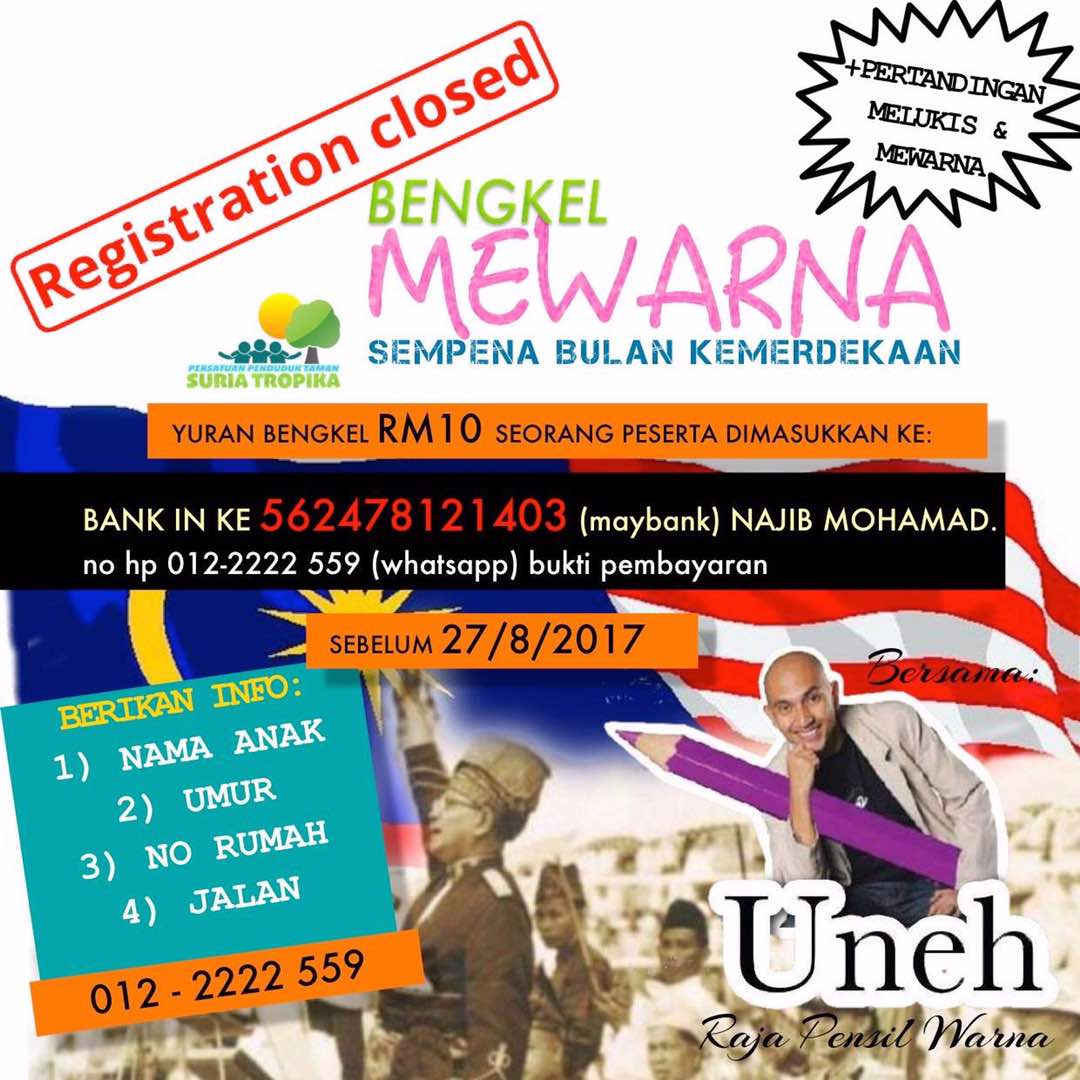 Registration closed
+PERTANDINGAN
MELUKIS &
MEWARNA
BENGKEL
MEWARNA
SEMPENA BULAN KEMERDEKAAN
PERSATUAN PENDUDUK TAMAN
SURIA TROPIKA
YURAN BENGKEL RM10 SEORANG PESERTA DIMASUKKAN KE:
BANK IN KE 562478121403 (maybank) NAJIB MOHAMAD.
no hp 012-2222 559 (whatsapp) bukti pembayaran
SEBELUM 27/8/2017
BERIKAN INFO:
1) NAMA ANAK
2) UMUR
3) NO RUMAH
4) JALAN
012 - 2222 559
Bersama:
Uneh
Raja Pensil Warna